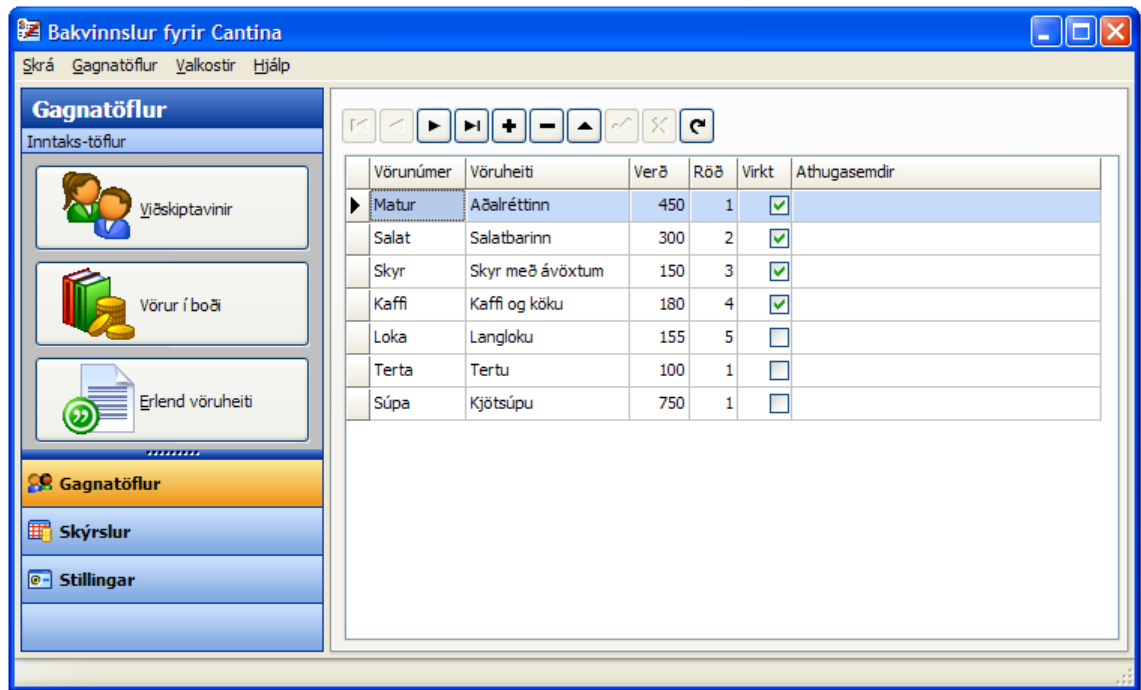 Bakvinnslur fyrir Cantina
Skrá Gagnatöflur Valkostir Hjálp
Gagnatöflur
Inntaks-töflur
Viðskiptavinir
Vörur í boði
Erlend vöruheiti
Gagnatöflur
Skýrslur
Stillingar
Vörunúmer Vöruheiti Verð Röð Virkt Athugasemdir
Matur Aðalréttinn 450 1
Salat Salatbarinn 300 2
Skyr Skyr með ávöxtum 150 3
Kaffi Kaffi og köku 180 4
Loka Langloku 155 5
Terta Tertu 100 1
Súpa Kjötsúpu 750 1